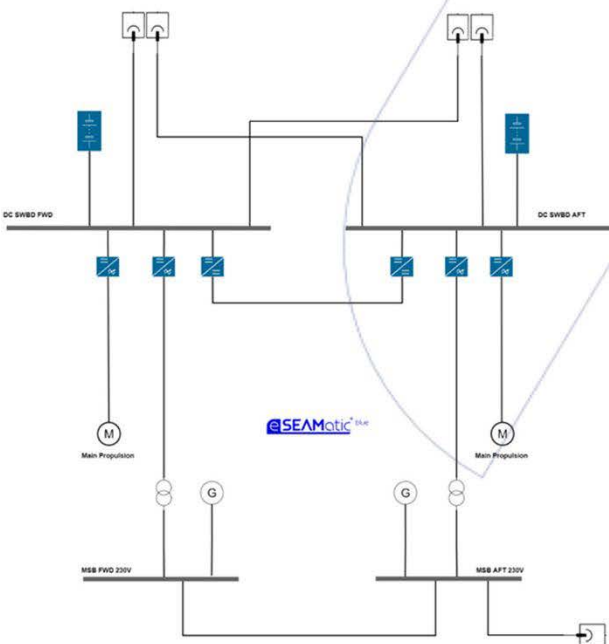 DC SWBD FWD
DC SWBD AFT
eSEAMatic® blue
M
M
Main Propulsion
Main Propulsion
G
G
MSB FWD 230V
MSB AFT 230V